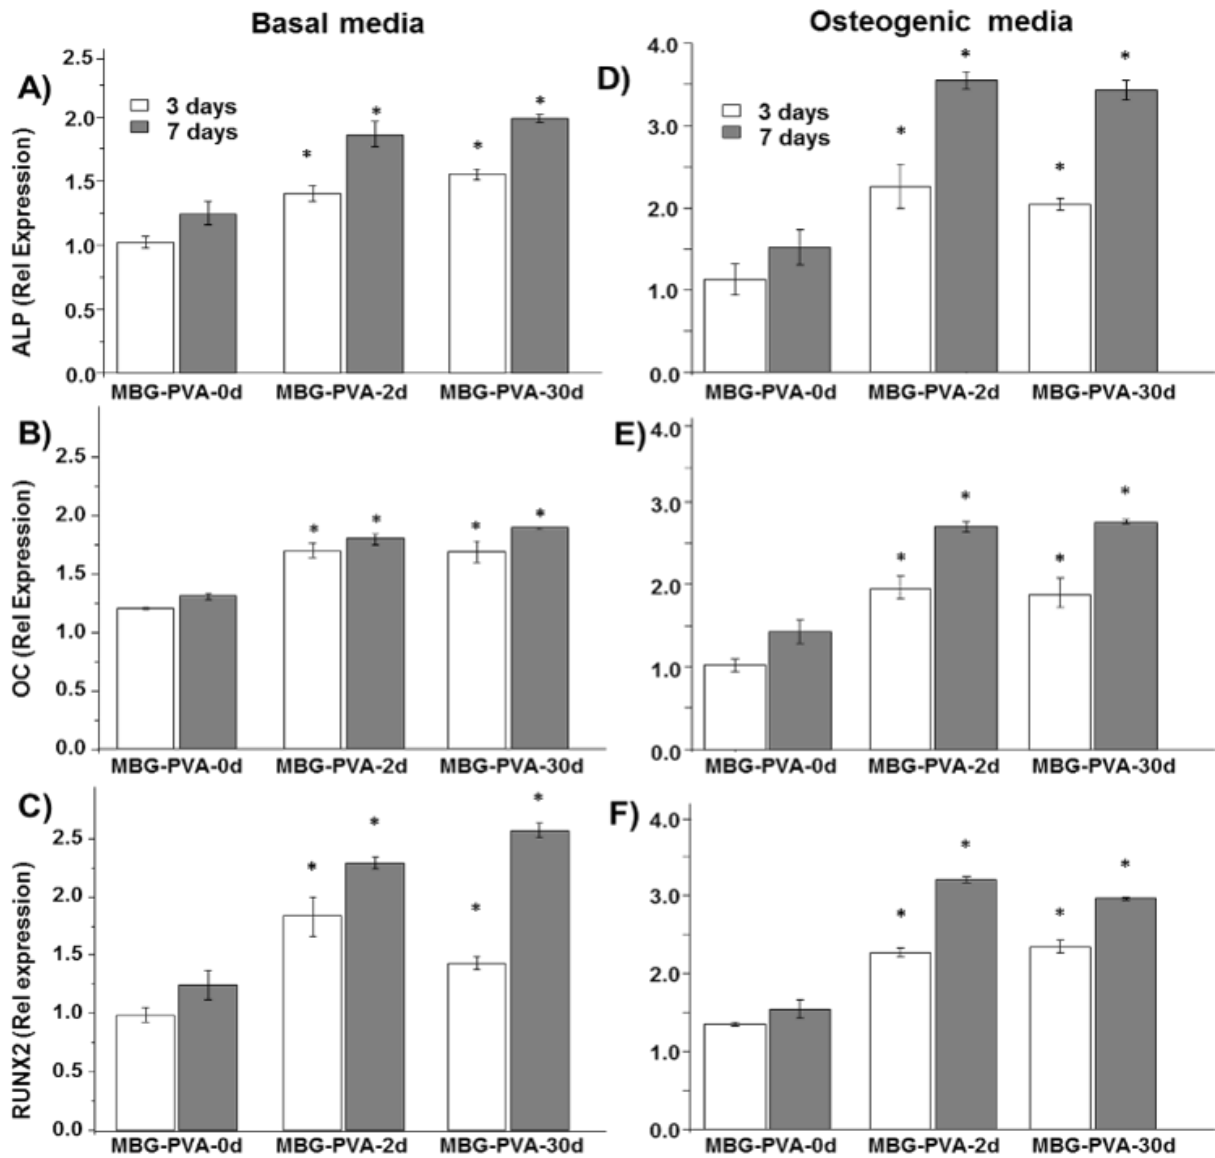 Basal media
Osteogenic media
A)
ALP (Rel Expression)
2.5
2.0
1.5
1.0
0.5
0.0
3 days
7 days
*
*
*
*
MBG-PVA-0d
MBG-PVA-2d
MBG-PVA-30d
D)
4.0
3.0
2.0
1.0
0.0
3 days
7 days
*
*
*
*
MBG-PVA-0d
MBG-PVA-2d
MBG-PVA-30d
B)
OC (Rel Expression)
2.5
2.0
1.5
1.0
0.5
0.0
*
*
*
*
MBG-PVA-0d
MBG-PVA-2d
MBG-PVA-30d
E)
4.0
3.0
2.0
1.0
0.0
*
*
*
*
MBG-PVA-0d
MBG-PVA-2d
MBG-PVA-30d
C)
RUNX2 (Rel expression)
2.5
2.0
1.5
1.0
0.5
0.0
*
*
*
*
MBG-PVA-0d
MBG-PVA-2d
MBG-PVA-30d
F)
4.0
3.0
2.0
1.0
0.0
*
*
*
*
MBG-PVA-0d
MBG-PVA-2d
MBG-PVA-30d